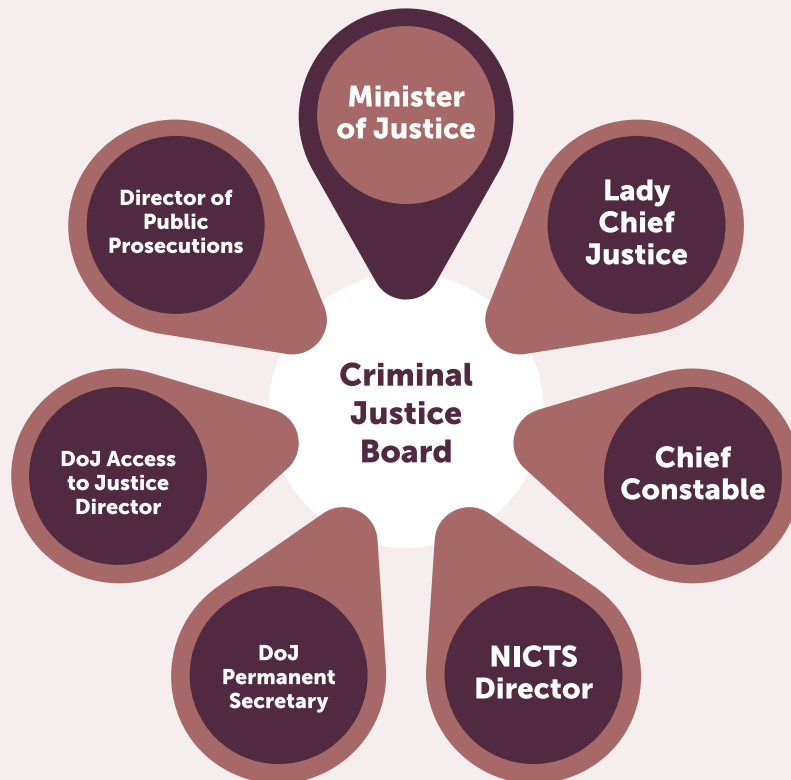 Minister
of Justice
Lady
Chief
Justice
Chief
Constable
NICTS
Director
DoJ
Permanent
Secretary
DoJ Access
to Justice
Director
Director of
Public
Prosecutions
Criminal
Justice
Board